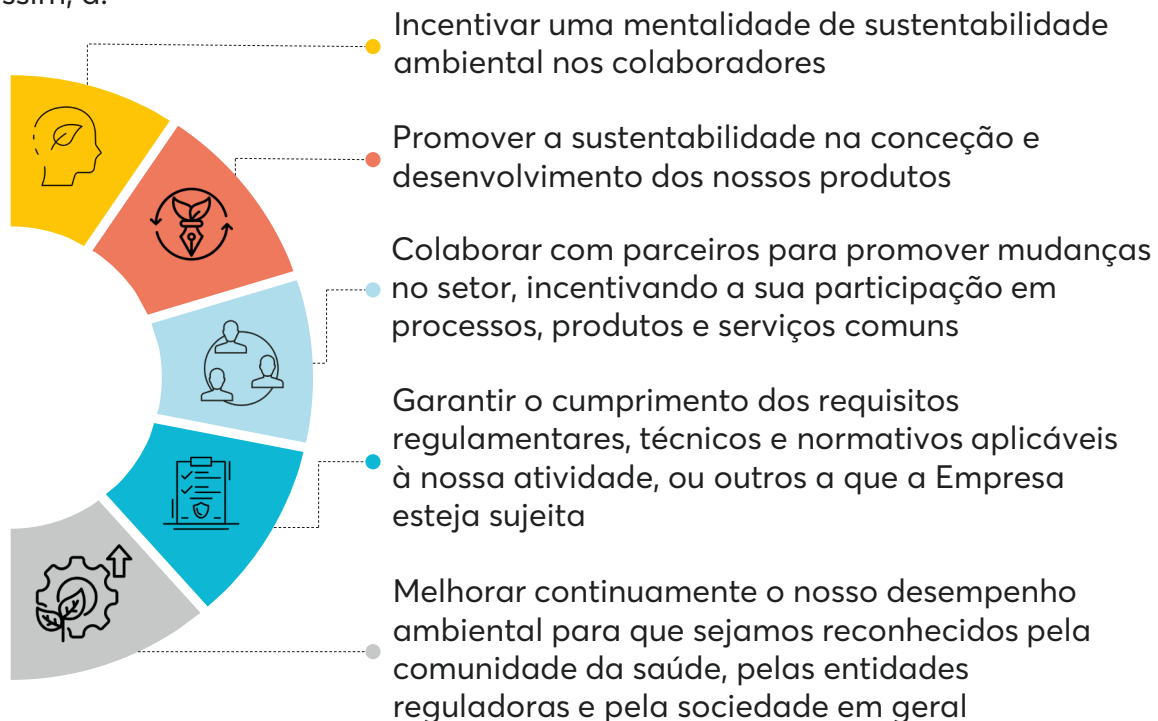 ssim, a:
Incentivar uma mentalidade de sustentabilidade
ambiental nos colaboradores
Promover a sustentabilidade na conceção e
desenvolvimento dos nossos produtos
Colaborar com parceiros para promover mudanças
no setor, incentivando a sua participação em
processos, produtos e serviços comuns
Garantir o cumprimento dos requisitos
regulamentares, técnicos e normativos aplicáveis
à nossa atividade, ou outros a que a Empresa
esteja sujeita
Melhorar continuamente o nosso desempenho
ambiental para que sejamos reconhecidos pela
comunidade da saúde, pelas entidades
reguladoras e pela sociedade em geral